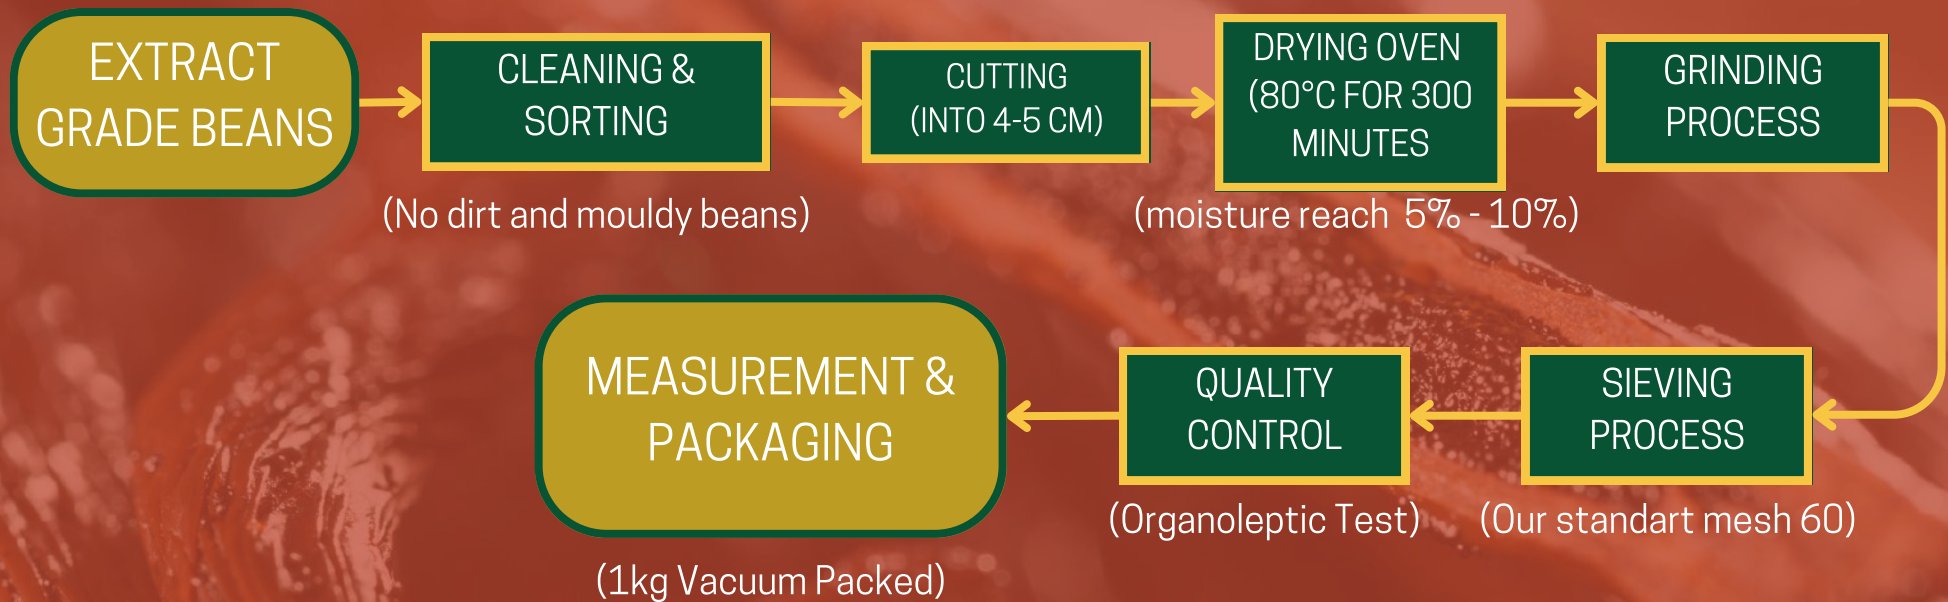 EXTRACT
GRADE BEANS
CLEANING &
SORTING
(No dirt and mouldy beans)
CUTTING
(INTO 4-5 CM)
DRYING OVEN
(80°C FOR 300
MINUTES
(moisture reach 5% - 10%)
GRINDING
PROCESS
SIEVING
PROCESS
(Our standart mesh 60)
QUALITY
CONTROL
(Organoleptic Test)
MEASUREMENT &
PACKAGING
(1kg Vacuum Packed)